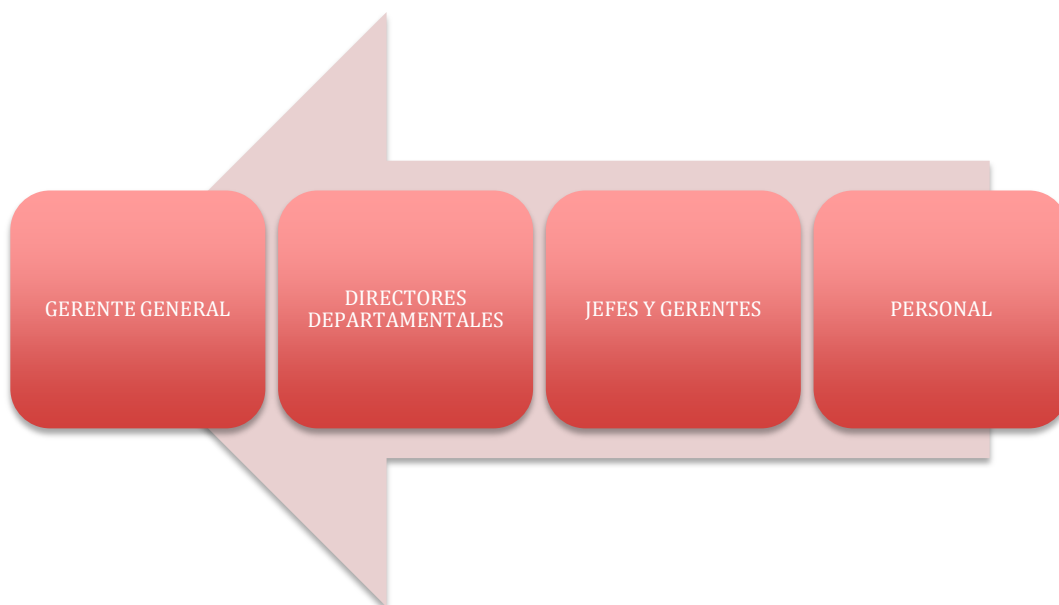 GERENTE GENERAL
DIRECTORES
DEPARTAMENTALES
JEFES Y GERENTES
PERSONAL